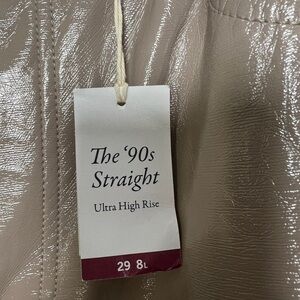 The ‘90s
Straight
Ultra High Rise
29 8L